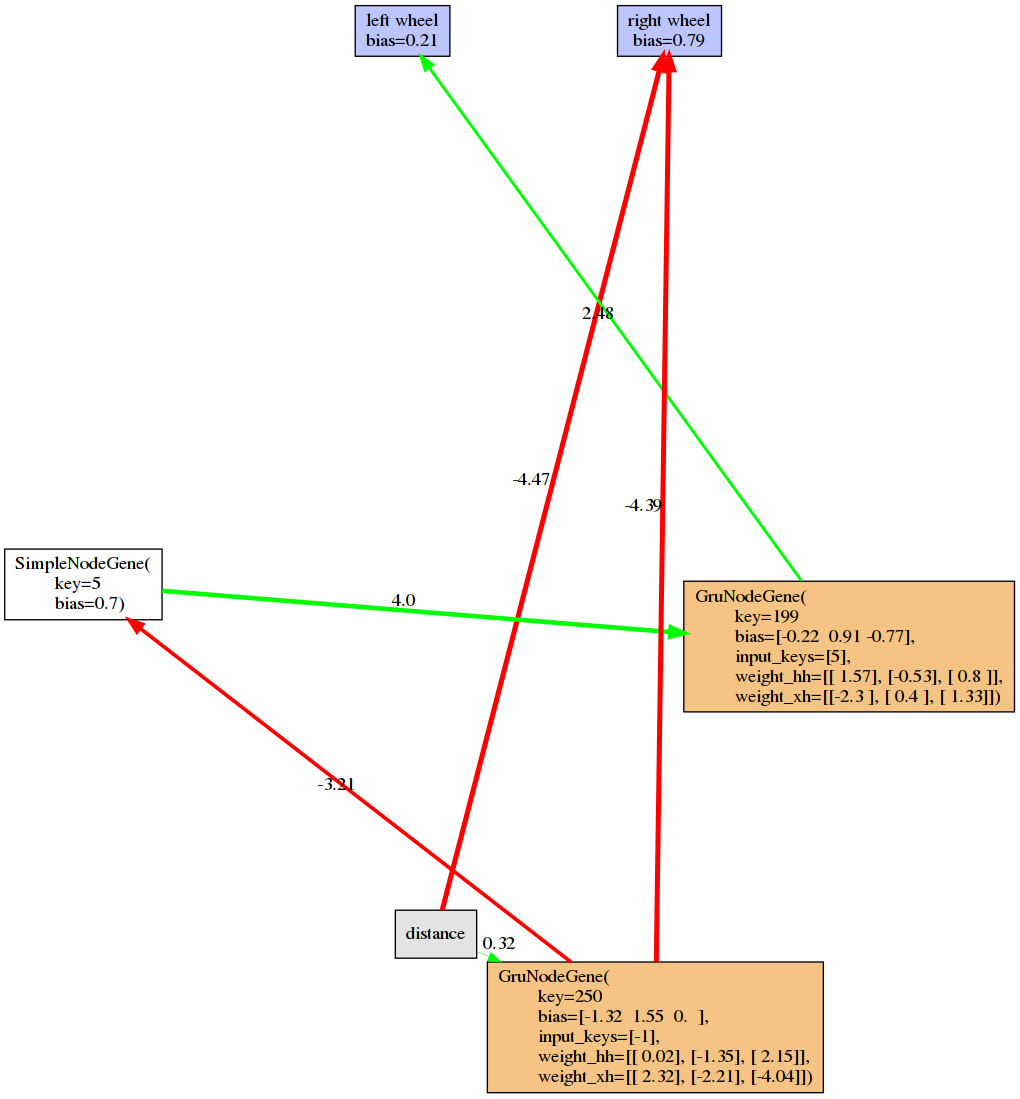 left wheel
bias=0.21
right wheel
bias=0.79
2.48
-4.47
-4.39
SimpleNodeGene(
key=5
bias=0.7)
4.0
GruNodeGene(
key=199
bias=[-0.22  0.91 -0.77],
input_keys=[5],
weight_hh=[[ 1.57], [-0.53], [ 0.8 ]],
weight_xh=[[-2.3 ], [ 0.4 ], [ 1.33]])
-3.21
distance
0.32
GruNodeGene(
key=250
bias=[-1.32  1.55  0.  ],
input_keys=[-1],
weight_hh=[[ 0.02], [-1.35], [ 2.15]],
weight_xh=[[ 2.32], [-2.21], [-4.04]])